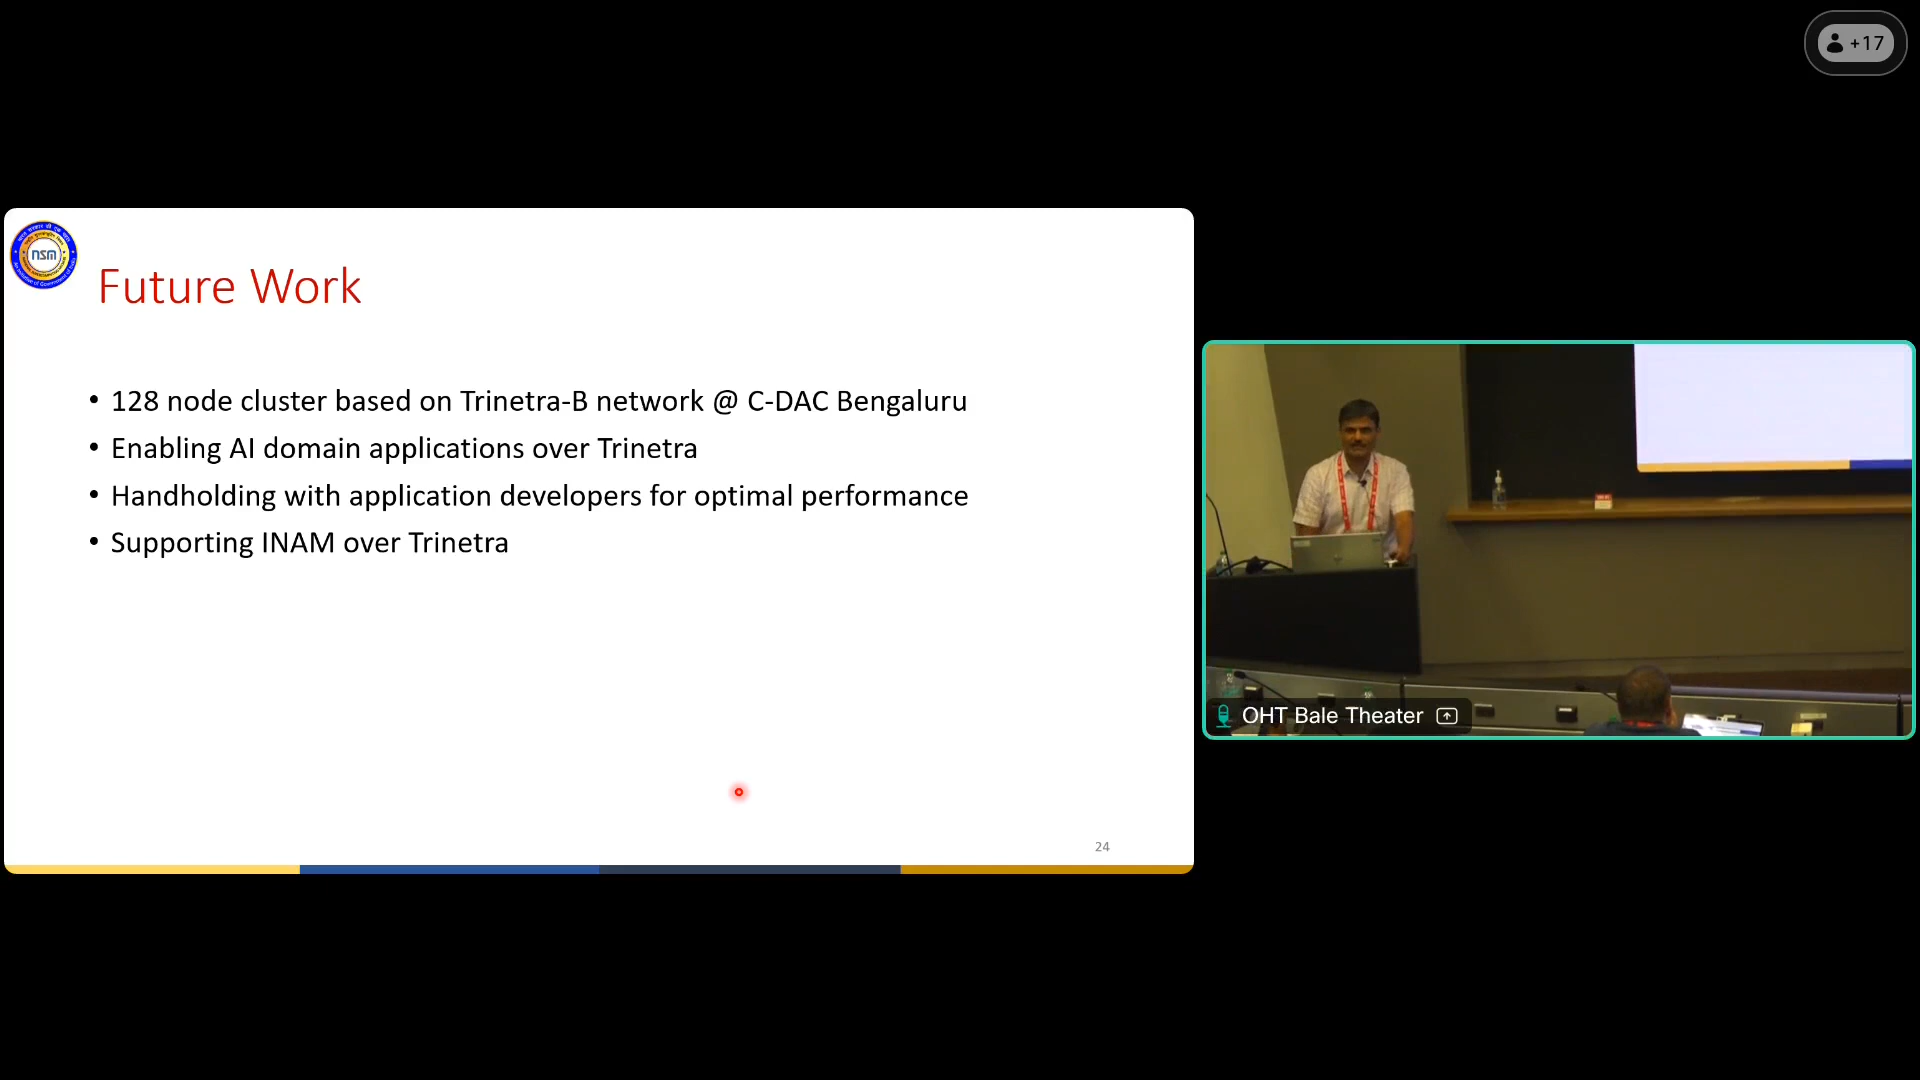 +17
nsm
Future Work
• 128 node cluster based on Trinetra-B network @ C-DAC Bengaluru
• Enabling AI domain applications over Trinetra
• Handholding with application developers for optimal performance
• Supporting INAM over Trinetra
24
OHT Bale Theater